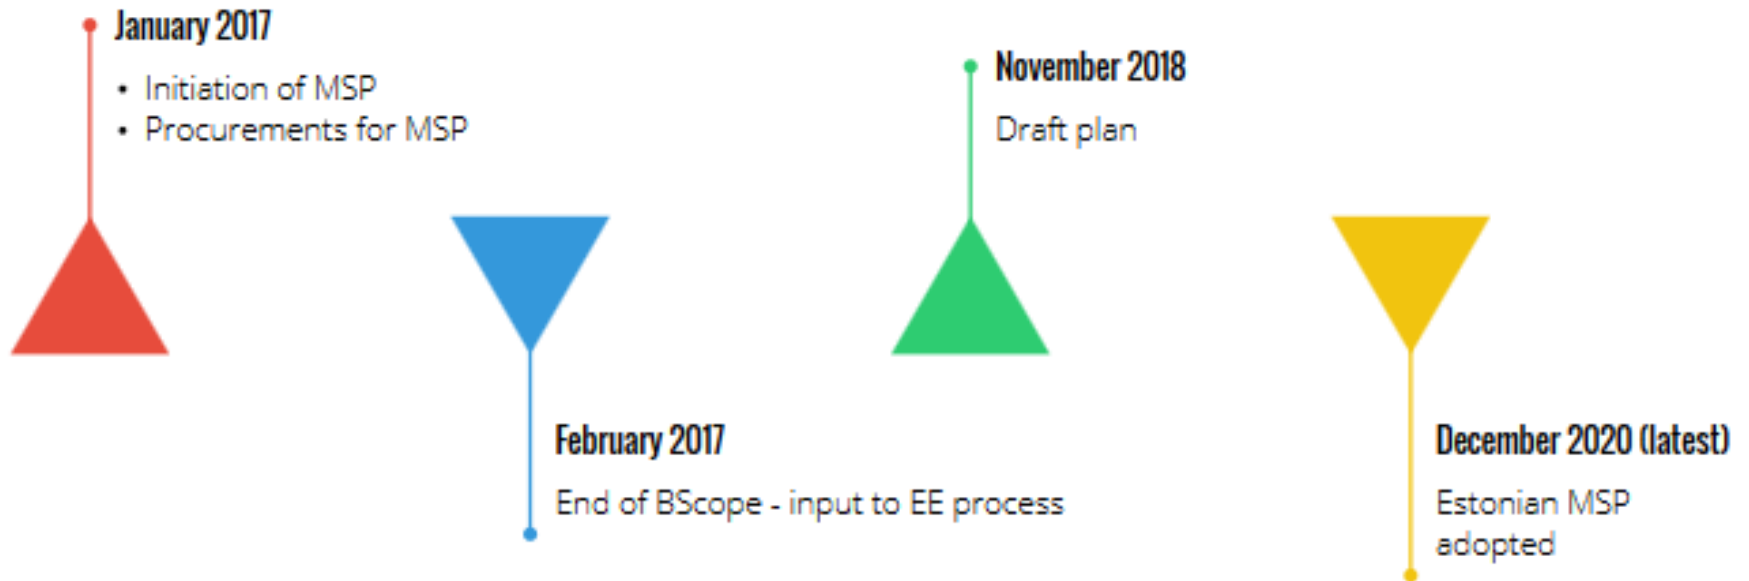 January 2017
• Initiation of MSP
• Procurements for MSP
February 2017
End of BScope - input to EE process
November 2018
Draft plan
December 2020 (latest)
Estonian MSP
adopted